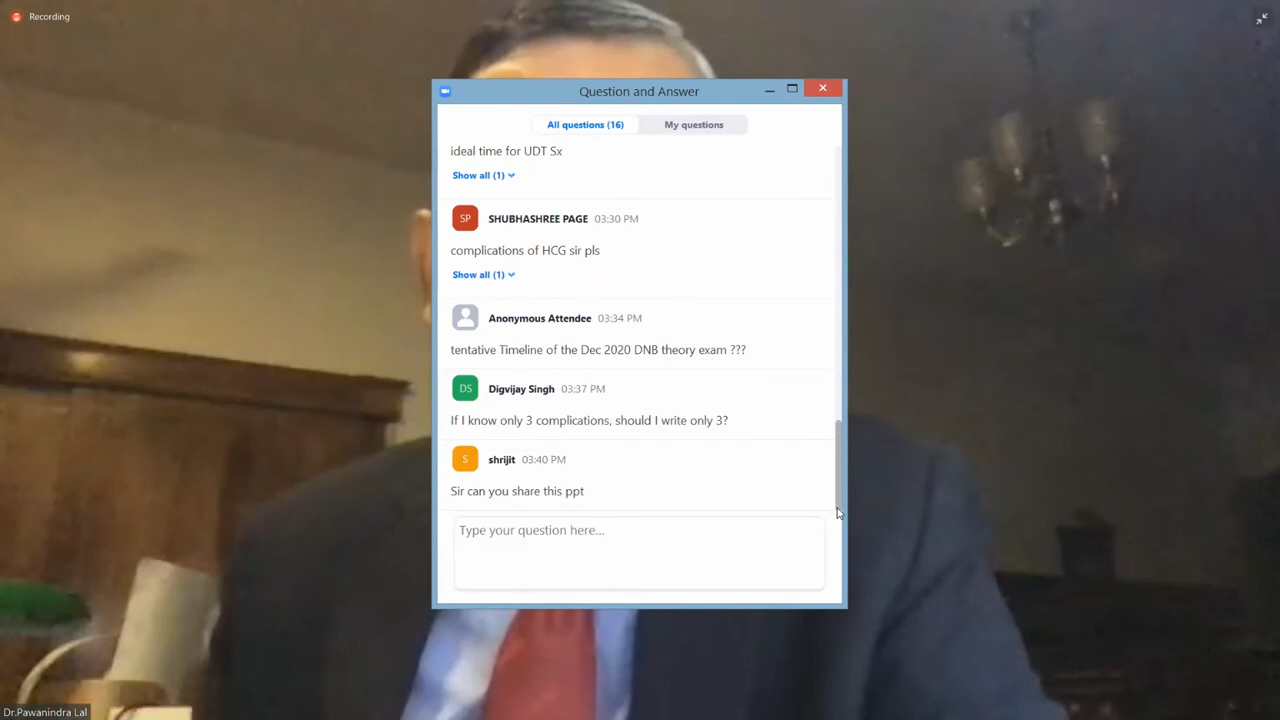 Recording
Question and Answer
All questions (16)
My questions
ideal time for UDT Sx
Show all (1)
SP
SHUBHASHREE PAGE 03:30 PM
complications of HCG sir pls
Show all (1)
Anonymous Attendee 03:34 PM
tentative Timeline of the Dec 2020 DNB theory exam ???
DS
Digvijay Singh 03:37 PM
If I know only 3 complications, should I write only 3?
S
shrijit 03:40 PM
Sir can you share this ppt
Type your question here...
Dr.Pawanindra Lal